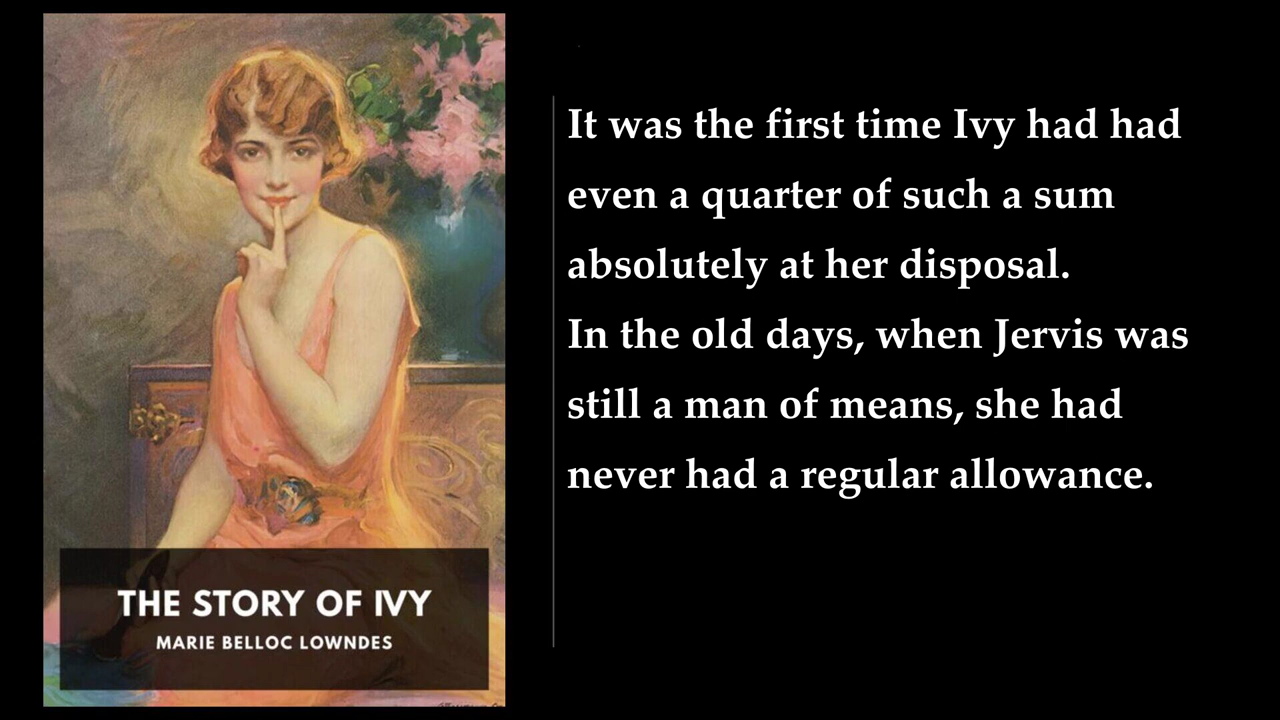 THE STORY OF IVY
MARIE BELLOC LOWNDES
It was the first time Ivy had had
even a quarter of such a sum
absolutely at her disposal.
In the old days, when Jervis was
still a man of means, she had
never had a regular allowance.